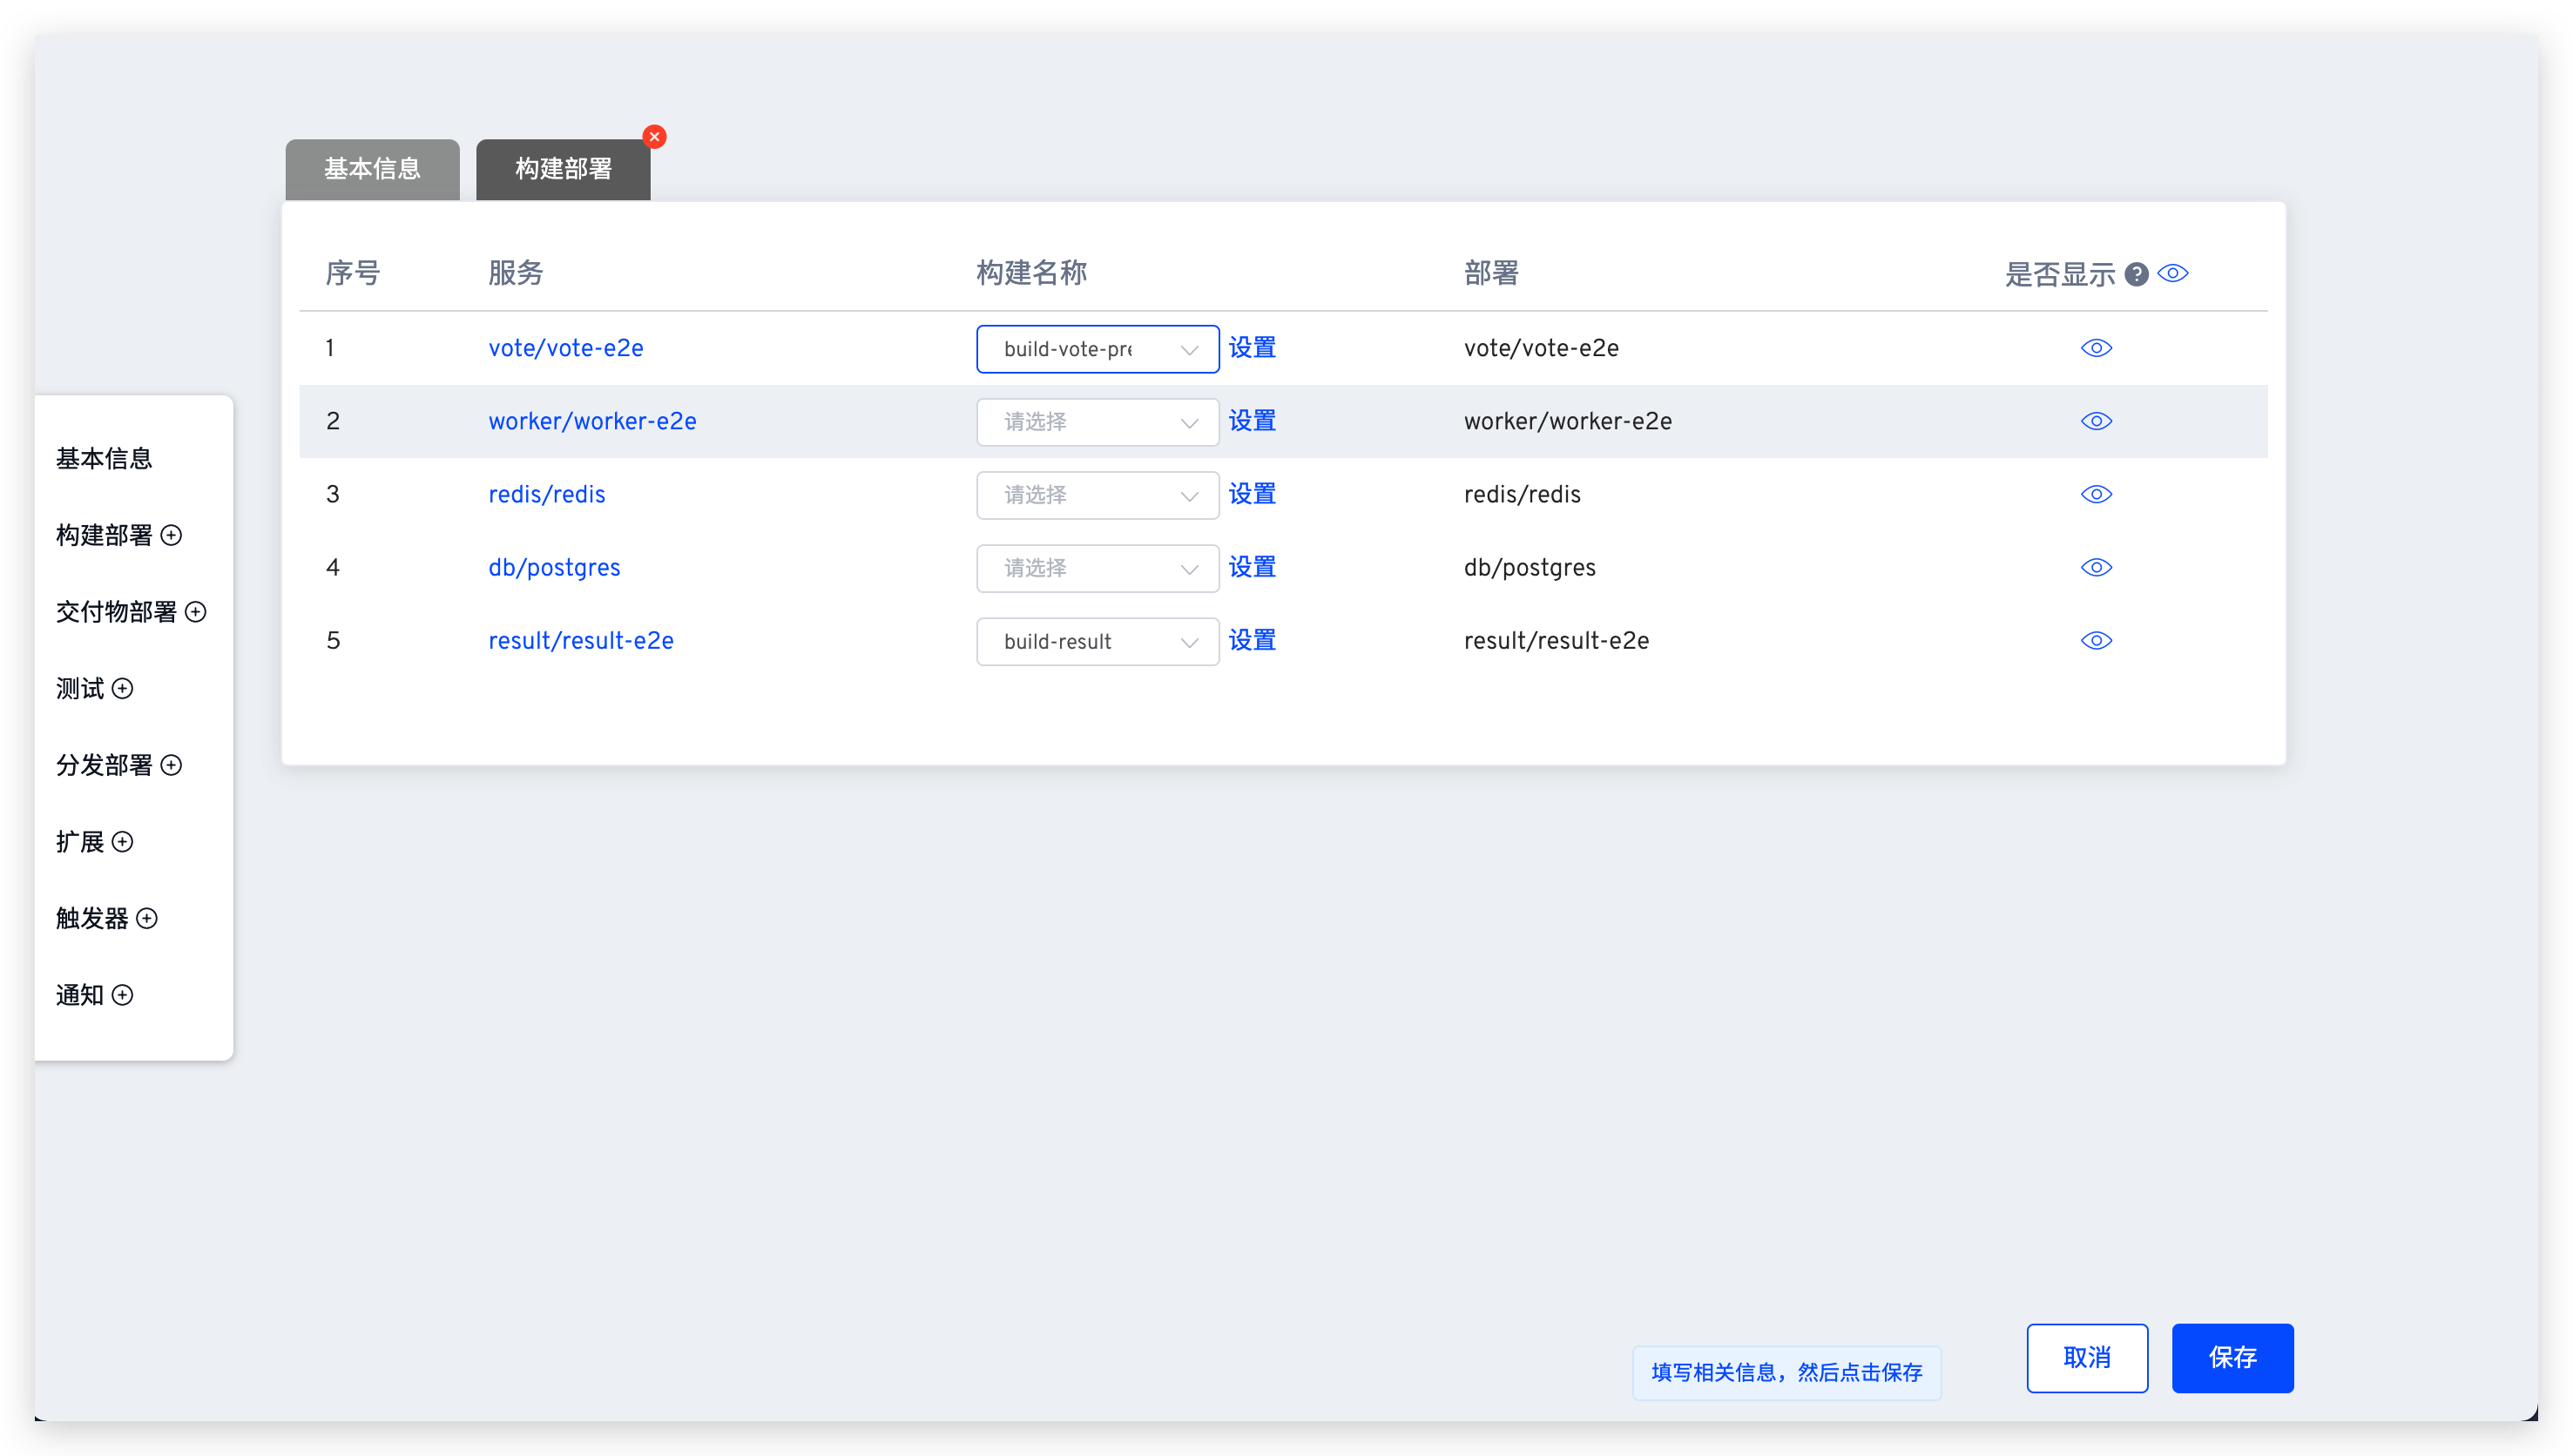 基本信息 构建部署
序号 服务 构建名称 部署 是否显示
1 vote/vote-e2e build-vote-pre 设置 vote/vote-e2e
2 worker/worker-e2e 请选择 设置 worker/worker-e2e
3 redis/redis 请选择 设置 redis/redis
4 db/postgres 请选择 设置 db/postgres
5 result/result-e2e build-result 设置 result/result-e2e
基本信息
构建部署
交付物部署
测试
分发部署
扩展
触发器
通知
填写相关信息，然后点击保存
取消 保存